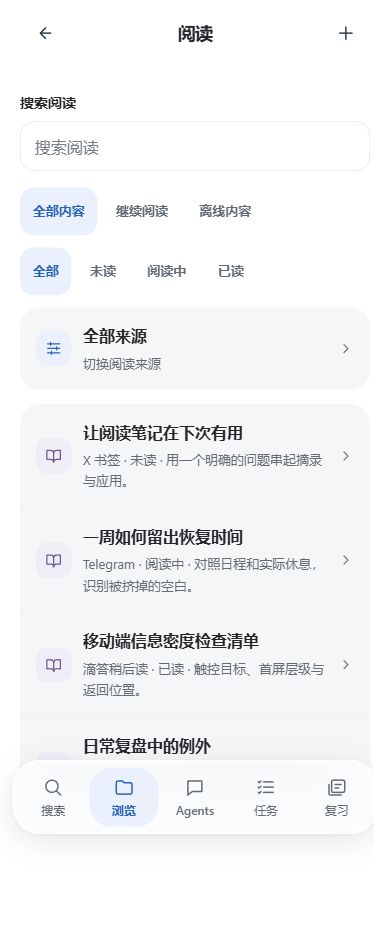 阅读
搜索阅读
搜索阅读
全部内容 继续阅读 离线内容
全部 未读 阅读中 已读
全部来源
切换阅读来源
让阅读笔记在下次有用
X 书签 · 未读 · 用一个明确的问题串起摘录
与应用。
一周如何留出恢复时间
Telegram · 阅读中 · 对照日程和实际休息，
识别被挤掉的空白。
移动端信息密度检查清单
滴答稍后读 · 已读 · 触控目标、首屏层级与
返回位置。
日常复盘中的例外
搜索 浏览 Agents 任务 复习